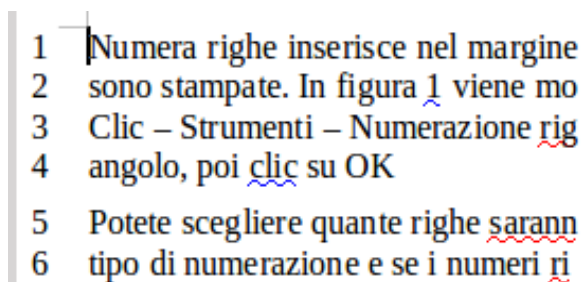 1 Numera righe inserisce nel margine
2 sono stampate. In figura 1 viene mo
3 Clic – Strumenti – Numerazione rig
4 angolo, poi clic su OK
5 Potete scegliere quante righe sarann
6 tipo di numerazione e se i numeri ri